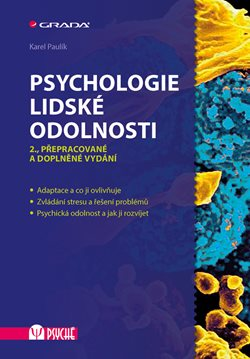 GRADA
Karel Paulík
PSYCHOLOGIE
LIDSKÉ
ODOLNOSTI
2., PŘEPRACOVANÉ
A DOPLNĚNÉ VYDÁNÍ
• Adaptace a co ji ovlivňuje
• Zvládání stresu a řešení problémů
• Psychická odolnost a jak ji rozvíjet
PSYCHÉ